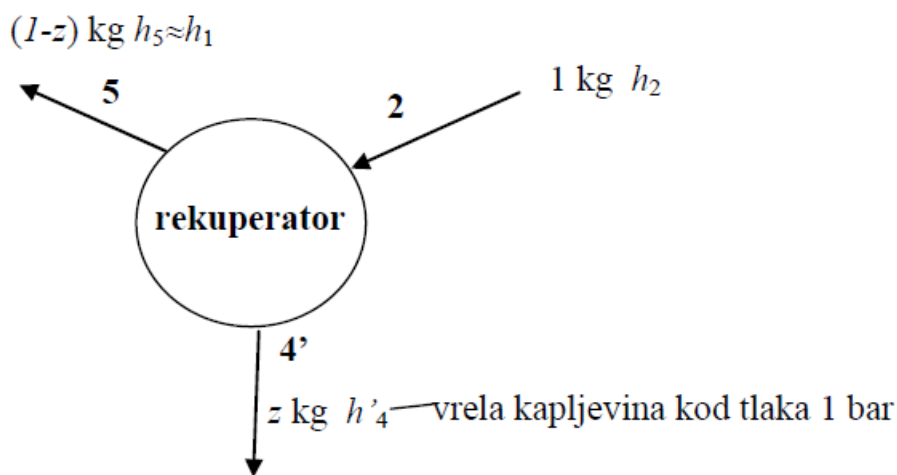 (1-z) kg h₅≈h₁
5
2
1 kg h₂
rekuperator
4’
z kg h’₄ vrela kapljevina kod tlaka 1 bar